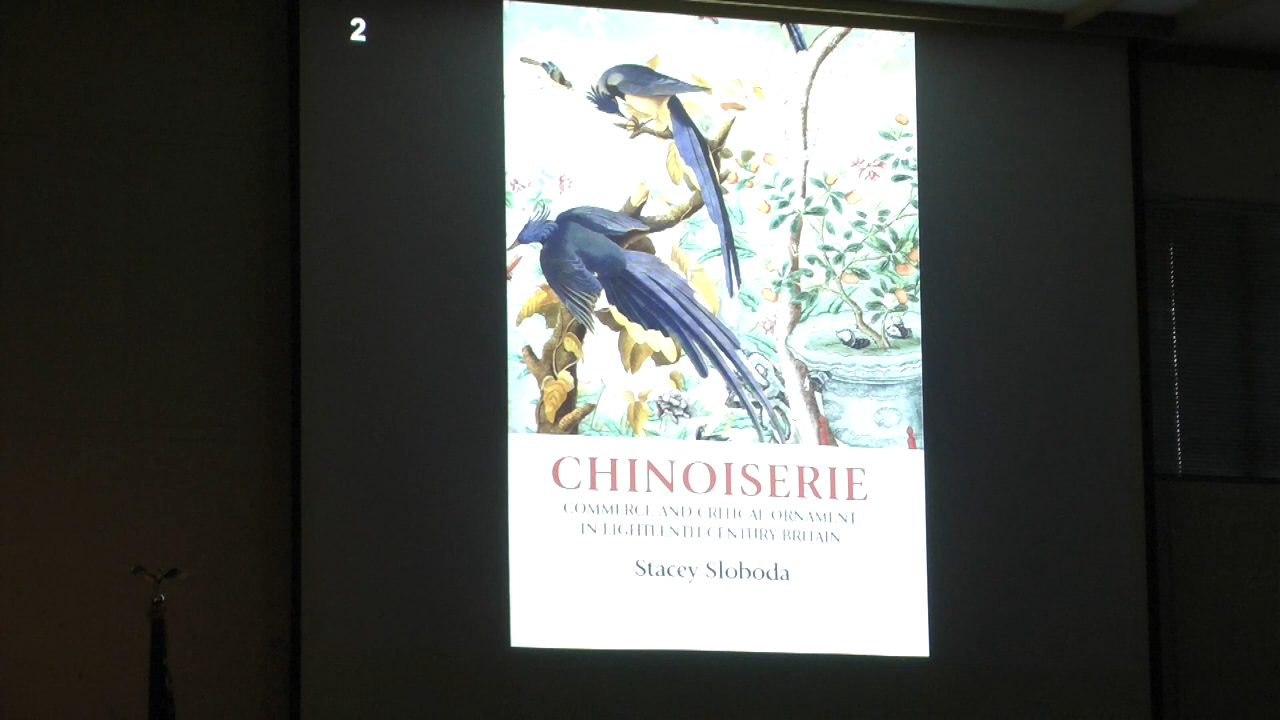 2
CHINOISERIE
COMMERCE AND CRITICAL ORNAMENT
IN EIGHTEENTH CENTURY BRITAIN
Stacey Sloboda